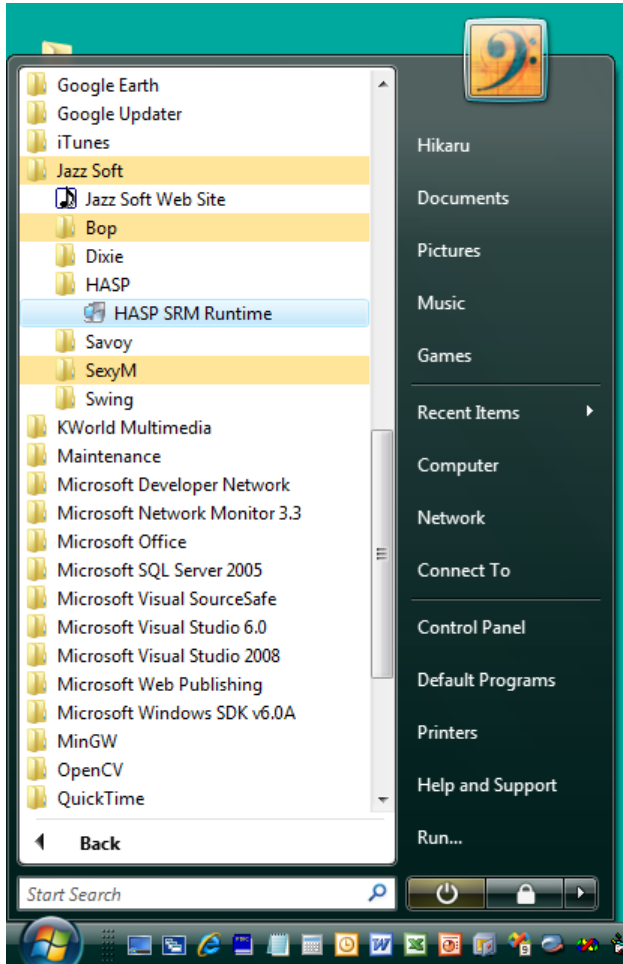 Google Earth
Google Updater
iTunes
Jazz Soft
Jazz Soft Web Site
Bop
Dixie
HASP
HASP SRM Runtime
Savoy
SexyM
Swing
KWorld Multimedia
Maintenance
Microsoft Developer Network
Microsoft Network Monitor 3.3
Microsoft Office
Microsoft SQL Server 2005
Microsoft Visual SourceSafe
Microsoft Visual Studio 6.0
Microsoft Visual Studio 2008
Microsoft Web Publishing
Microsoft Windows SDK v6.0A
MinGW
OpenCV
QuickTime
Back
Start Search
Hikaru
Documents
Pictures
Music
Games
Recent Items
Computer
Network
Connect To
Control Panel
Default Programs
Printers
Help and Support
Run...